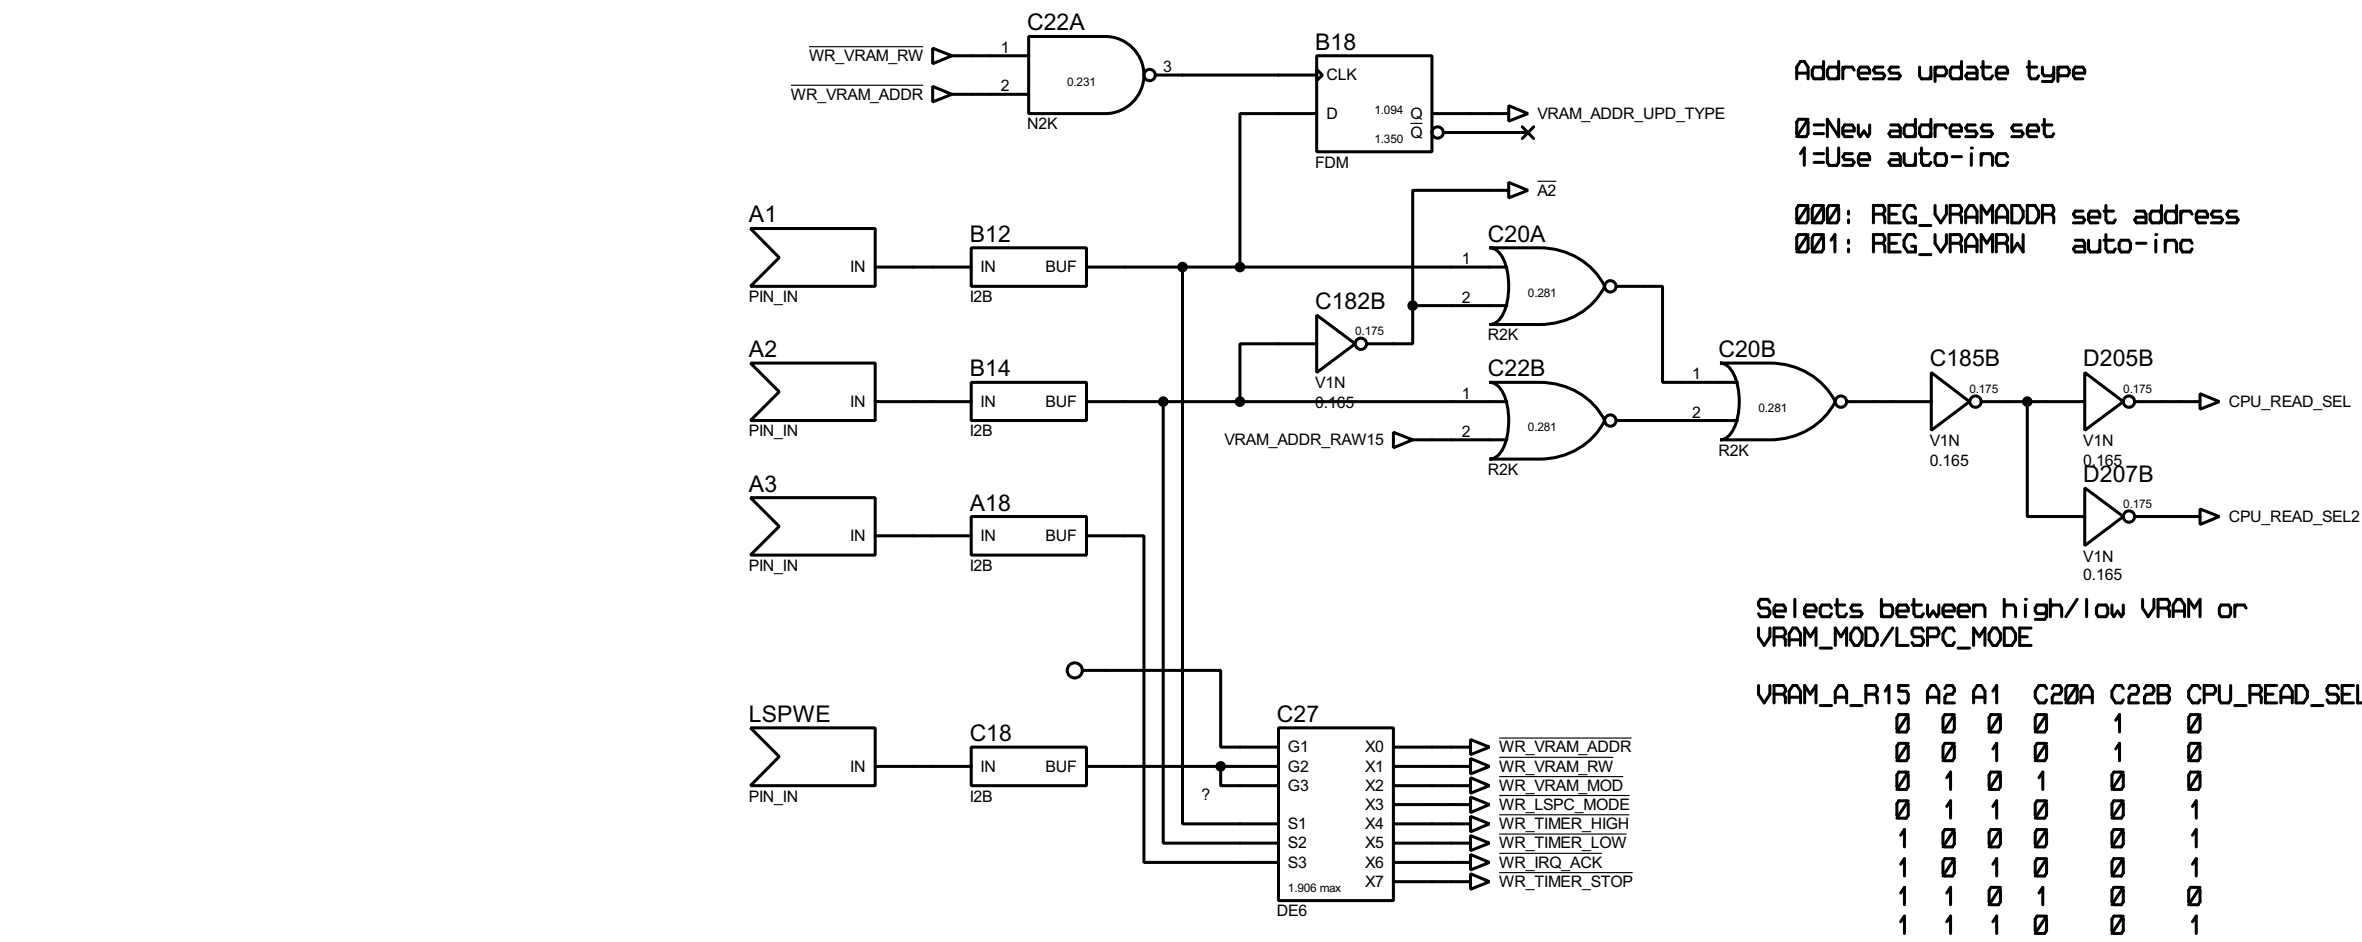 C22A
WR_VRAM_RW 1
WR_VRAM_ADDR 2
0.231
3
N2K
B18
CLK
D
1.094 Q
1.350 Q
FDM
VRAM_ADDR_UPD_TYPE
Address update type
0=New address set
1=Use auto-inc
000: REG_VRAMADDR set address
001: REG_VRAMRW auto-inc
A2
A1
IN
PIN_IN
B12
IN BUF
I2B
C20A
1
2
0.281
R2K
C182B
0.175
V1N
0.165
A2
IN
PIN_IN
B14
IN BUF
I2B
C22B
1
VRAM_ADDR_RAW15 2
0.281
R2K
C20B
1
2
0.281
R2K
C185B
0.175
V1N
0.165
D205B
0.175
CPU_READ_SEL
V1N
0.165
D207B
0.175
CPU_READ_SEL2
V1N
0.165
A3
IN
PIN_IN
A18
IN BUF
I2B
Selects between high/low VRAM or
VRAM_MOD/LSPC_MODE
LSPWE
IN
PIN_IN
C18
IN BUF
I2B
?
C27
G1 X0 WR_VRAM_ADDR
G2 X1 WR_VRAM_RW
G3 X2 WR_VRAM_MOD
X3 WR_LSPC_MODE
S1 X4 WR_TIMER_HIGH
S2 X5 WR_TIMER_LOW
S3 X6 WR_IRQ_ACK
1.906 max X7 WR_TIMER_STOP
DE6
VRAM_A_R15 A2 A1 C20A C22B CPU_READ_SEL
0 0 0 0 1 0
0 0 1 0 1 0
0 1 0 1 0 0
0 1 1 0 0 1
1 0 0 0 0 1
1 0 1 0 0 1
1 1 0 1 0 0
1 1 1 0 0 1